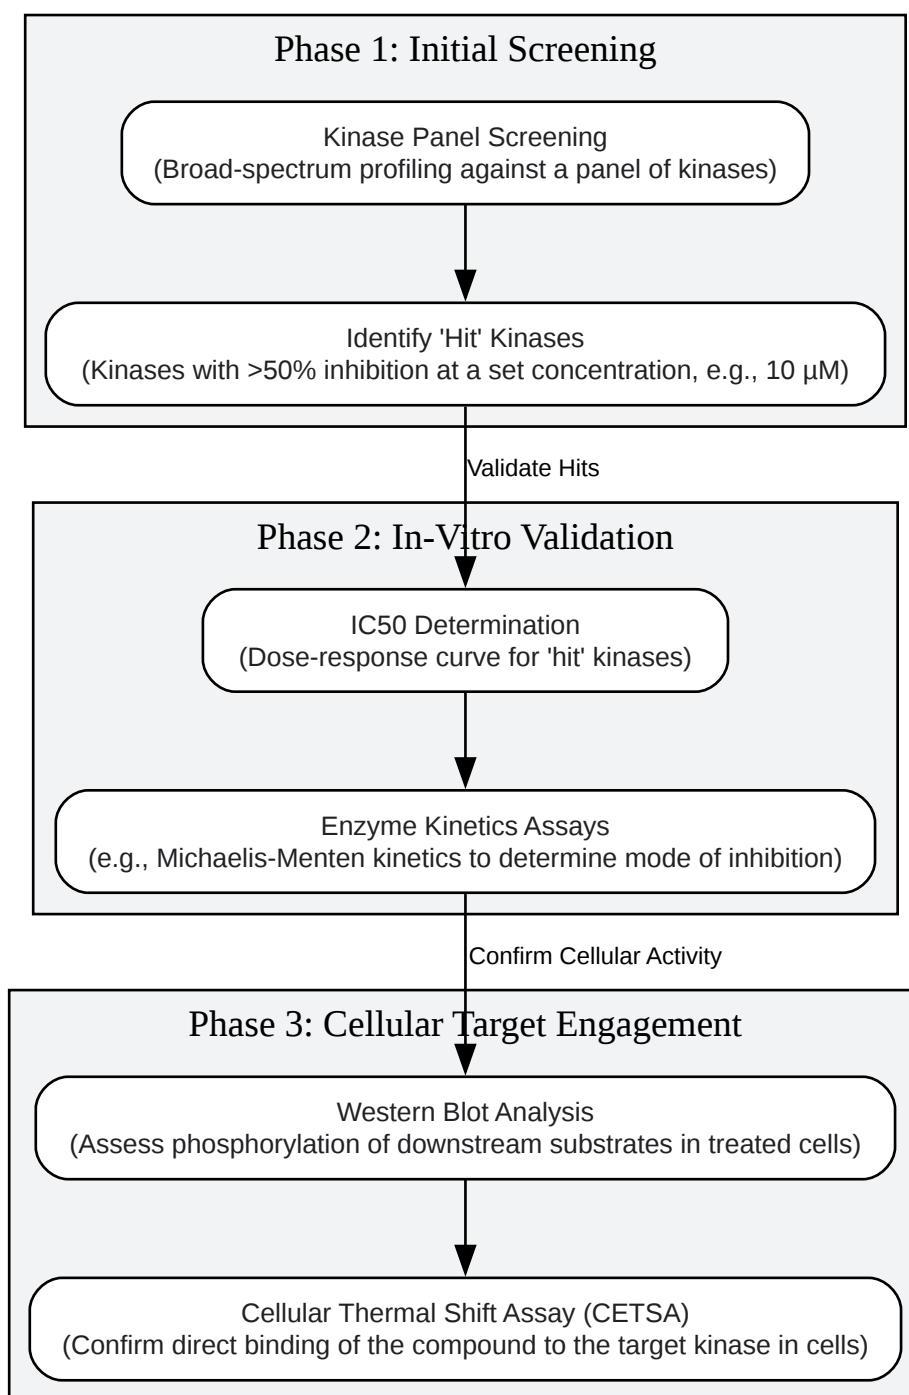 Phase 1: Initial Screening
Kinase Panel Screening
(Broad-spectrum profiling against a panel of kinases)
Identify 'Hit' Kinases
(Kinases with >50% inhibition at a set concentration, e.g., 10 µM)
Validate Hits
Phase 2: In-Vitro Validation
IC50 Determination
(Dose-response curve for 'hit' kinases)
Enzyme Kinetics Assays
(e.g., Michaelis-Menten kinetics to determine mode of inhibition)
Confirm Cellular Activity
Phase 3: Cellular Target Engagement
Western Blot Analysis
(Assess phosphorylation of downstream substrates in treated cells)
Cellular Thermal Shift Assay (CETSA)
(Confirm direct binding of the compound to the target kinase in cells)